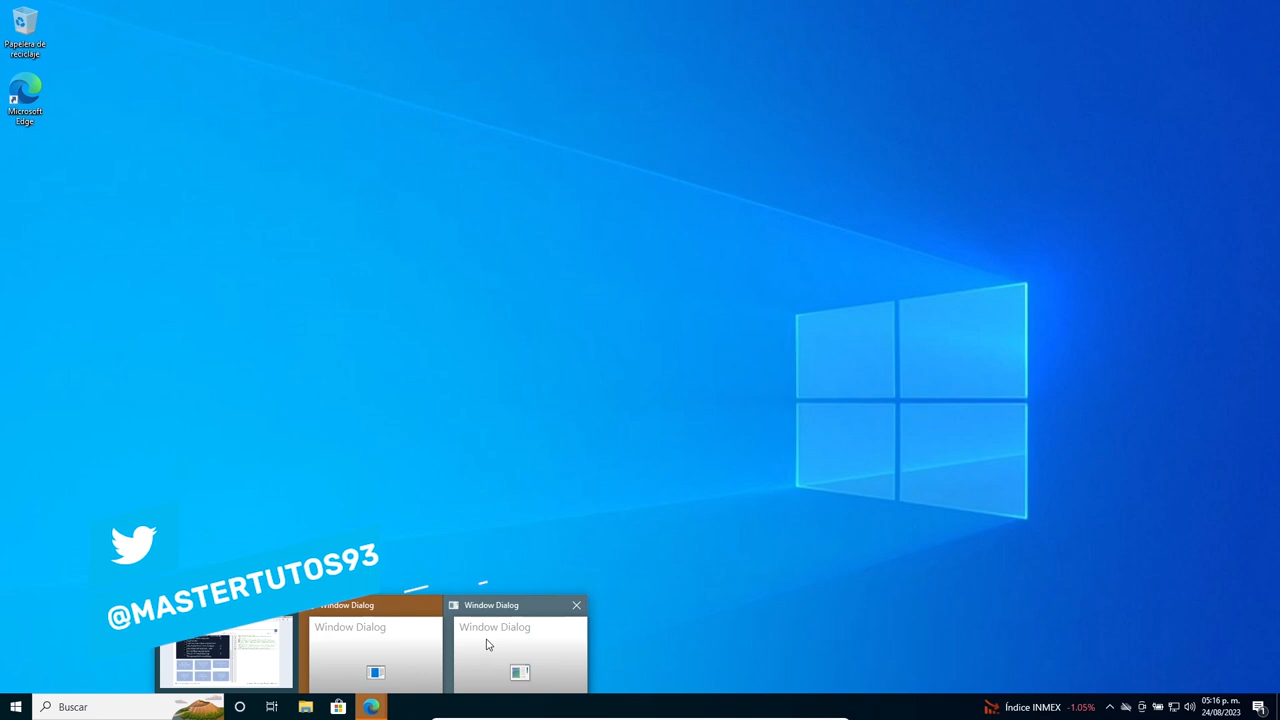 Papelera de
reciclaje
Microsoft
Edge
@MASTERTUTOS93
Window Dialog
Window Dialog
Window Dialog
Window Dialog
Buscar
Índice INMEX -1.05%
05:16 p. m.
24/08/2023
1